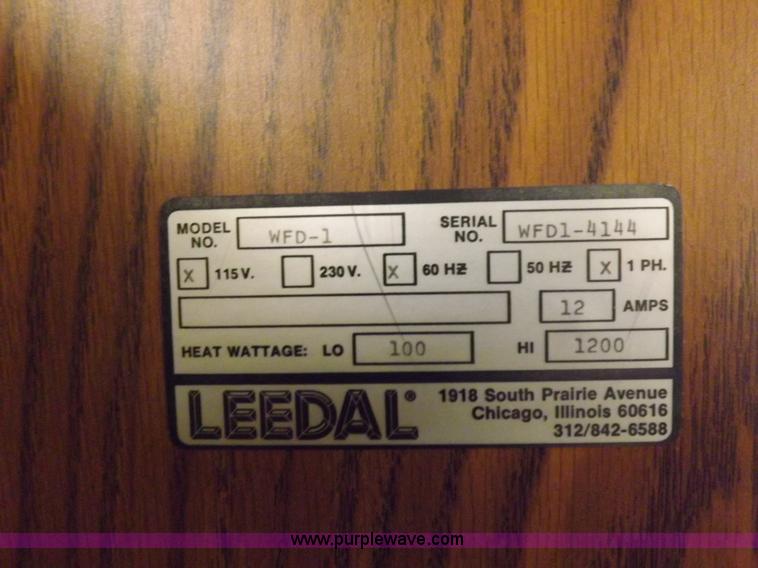 MODEL NO. WFD-1 SERIAL NO. WFD1-4144
X 115 V. 230 V. X 60 HZ 50 HZ X 1 PH.
12 AMPS
HEAT WATTAGE: LO 100 HI 1200
LEEDAL® 1918 South Prairie Avenue
Chicago, Illinois 60616
312/842-6588
www.purplewave.com